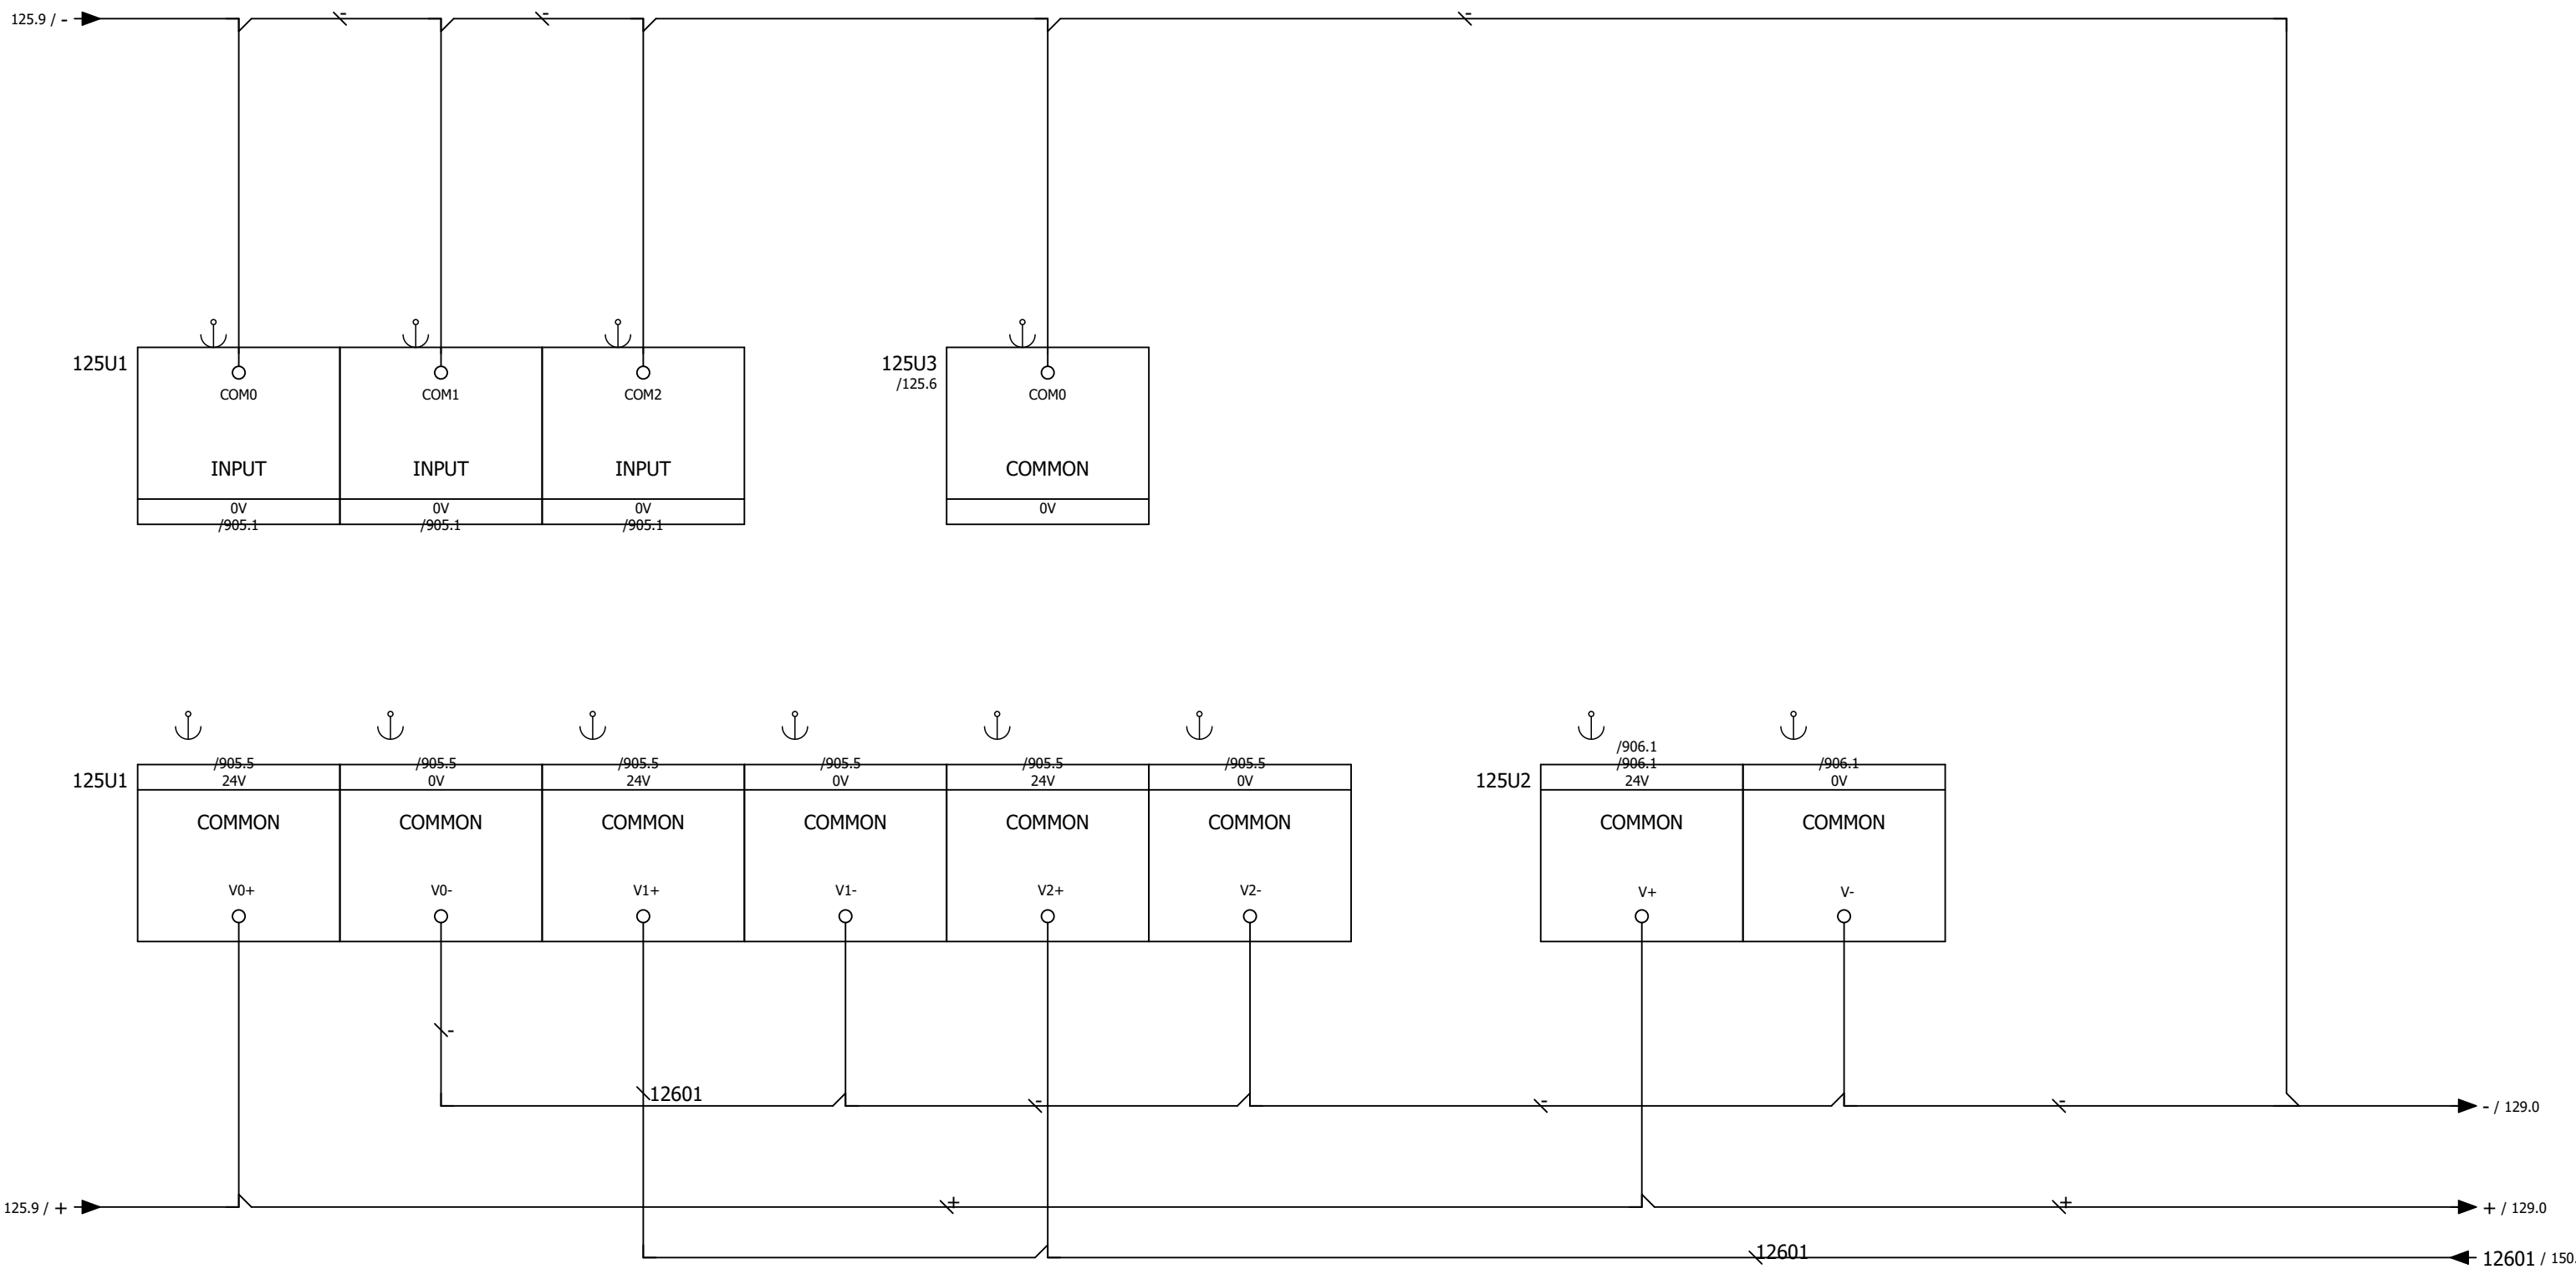 125.9 / -
-
-
-
125U1
COM0
COM1
COM2
INPUT
INPUT
INPUT
0V
0V
0V
/905.1
/905.1
/905.1
125U3
/125.6
COM0
COMMON
0V
125U1
/905.5
/905.5
/905.5
/905.5
/905.5
/905.5
24V
0V
24V
0V
24V
0V
COMMON
COMMON
COMMON
COMMON
COMMON
COMMON
V0+
V0-
V1+
V1-
V2+
V2-
125U2
/906.1
/906.1
/906.1
24V
0V
COMMON
COMMON
V+
V-
-
12601
-
-
-
- / 129.0
125.9 / +
+
+
+ / 129.0
12601
12601 / 150